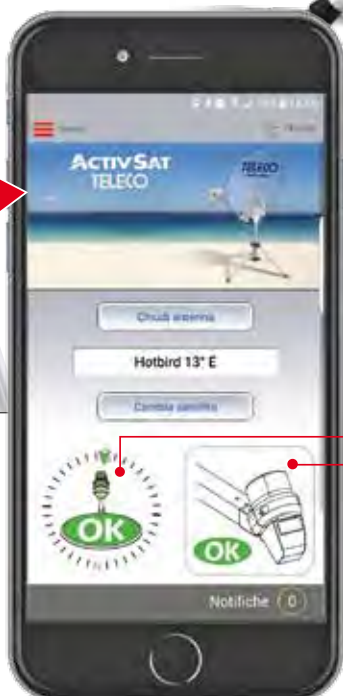 ACTIVSAT
TELECO
TELECO
Chiudi antenna
Hotbird 13° E
Cambia satellite
OK
OK
Notifiche 0